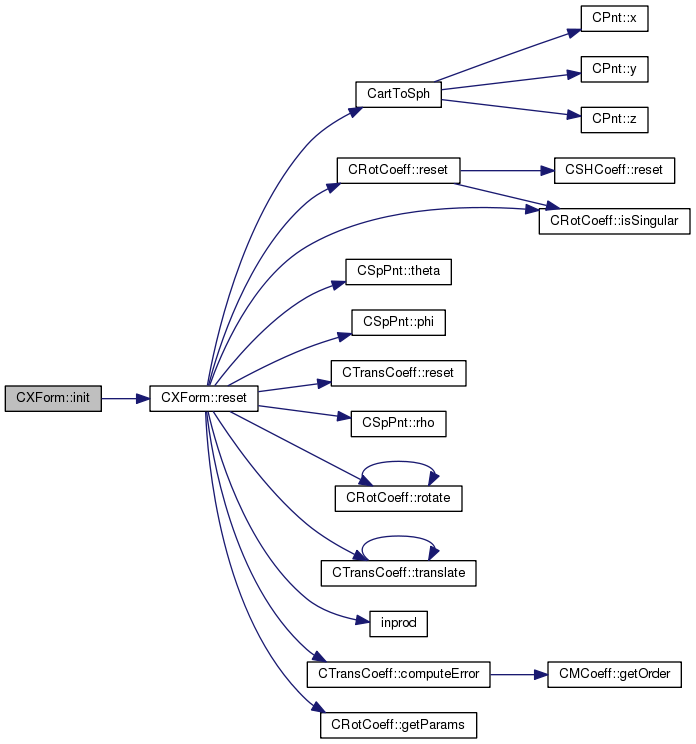 CPnt::x
CPnt::y
CartToSph
CPnt::z
CRotCoeff::reset
CSHCoeff::reset
CRotCoeff::isSingular
CSpPnt::theta
CSpPnt::phi
CTransCoeff::reset
CXForm::init
CXForm::reset
CSpPnt::rho
CRotCoeff::rotate
CTransCoeff::translate
inprod
CTransCoeff::computeError
CMCoeff::getOrder
CRotCoeff::getParams